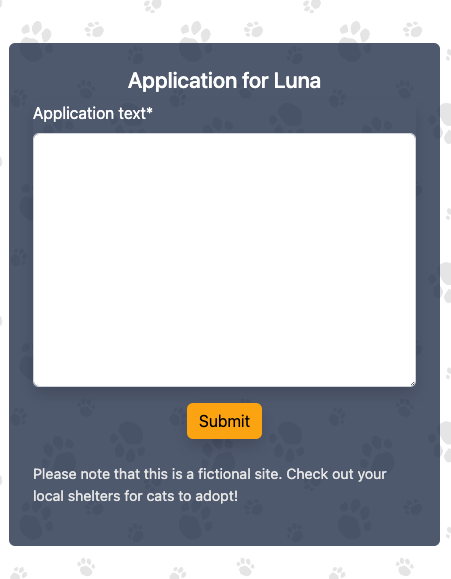 Application for Luna
Application text*
Submit
Please note that this is a fictional site. Check out your
local shelters for cats to adopt!